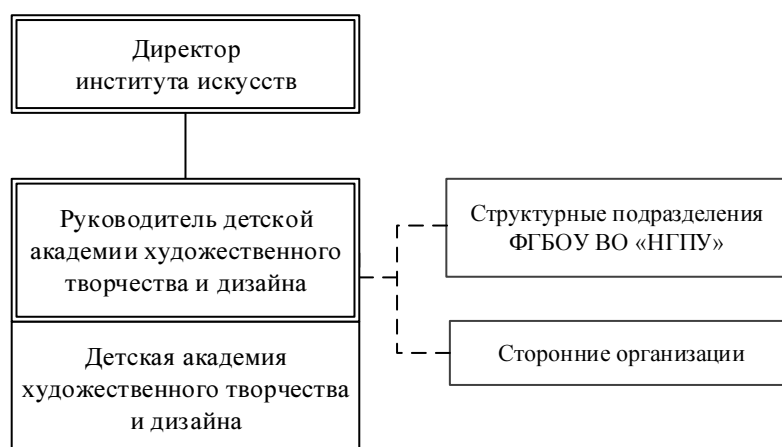 Директор
института искусств
Руководитель детской
академии художественного
творчества и дизайна
Структурные подразделения
ФГБОУ ВО «НГПУ»
Сторонние организации
Детская академия
художественного творчества
и дизайна